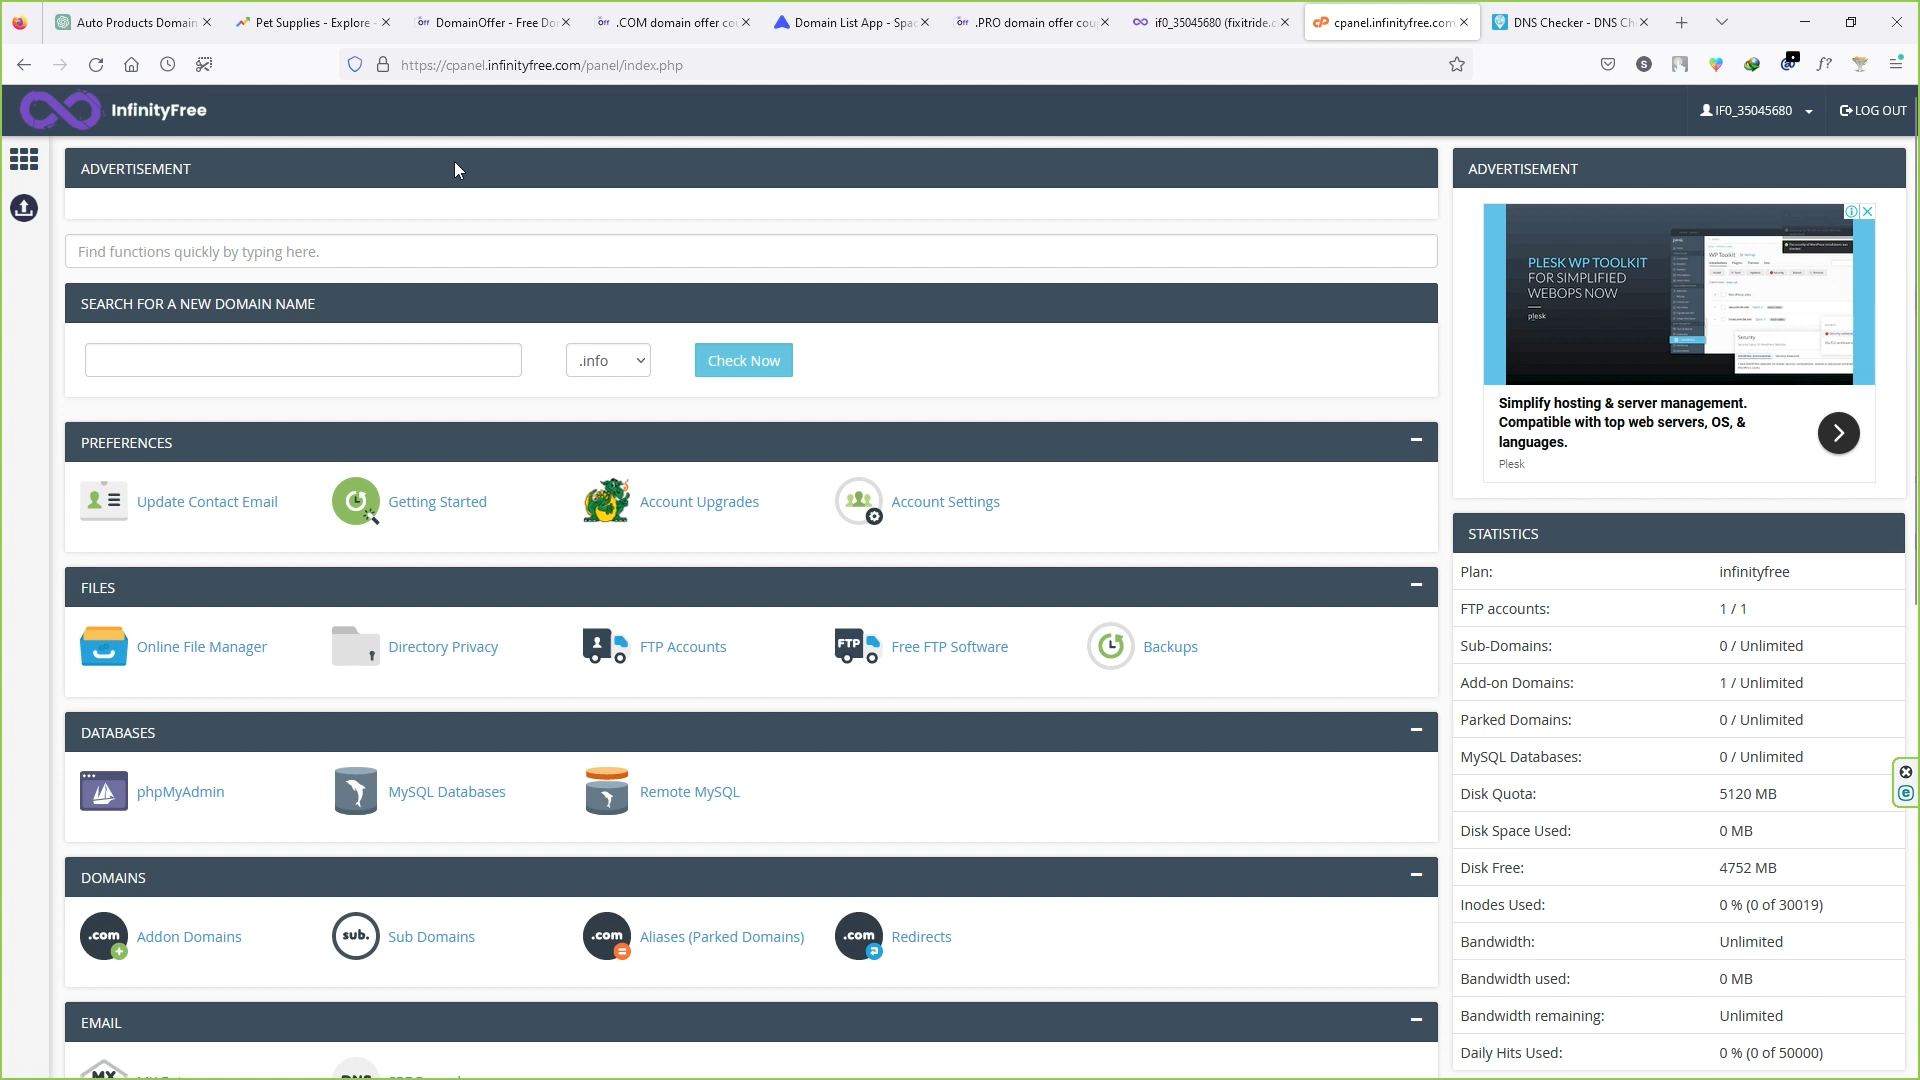 Auto Products Domain
Pet Supplies - Explore -
DomainOffer - Free Do
.COM domain offer cou
Domain List App - Spac
.PRO domain offer coup
if0_35045680 (fixitride.c
cpanel.infinityfree.com
DNS Checker - DNS Ch
https://cpanel.infinityfree.com/panel/index.php
InfinityFree
IF0_35045680
LOG OUT
ADVERTISEMENT
Find functions quickly by typing here.
SEARCH FOR A NEW DOMAIN NAME
.info
Check Now
PREFERENCES
Update Contact Email
Getting Started
Account Upgrades
Account Settings
FILES
Online File Manager
Directory Privacy
FTP Accounts
FTP
Free FTP Software
Backups
DATABASES
phpMyAdmin
MySQL Databases
Remote MySQL
DOMAINS
.com
Addon Domains
sub.
Sub Domains
.com
Aliases (Parked Domains)
.com
Redirects
EMAIL
ADVERTISEMENT
PLESK WP TOOLKIT
FOR SIMPLIFIED
WEBOPS NOW
plesk
Simplify hosting & server management.
Compatible with top web servers, OS, &
languages.
Plesk
STATISTICS
Plan: infinityfree
FTP accounts: 1 / 1
Sub-Domains: 0 / Unlimited
Add-on Domains: 1 / Unlimited
Parked Domains: 0 / Unlimited
MySQL Databases: 0 / Unlimited
Disk Quota: 5120 MB
Disk Space Used: 0 MB
Disk Free: 4752 MB
Inodes Used: 0 % (0 of 30019)
Bandwidth: Unlimited
Bandwidth used: 0 MB
Bandwidth remaining: Unlimited
Daily Hits Used: 0 % (0 of 50000)